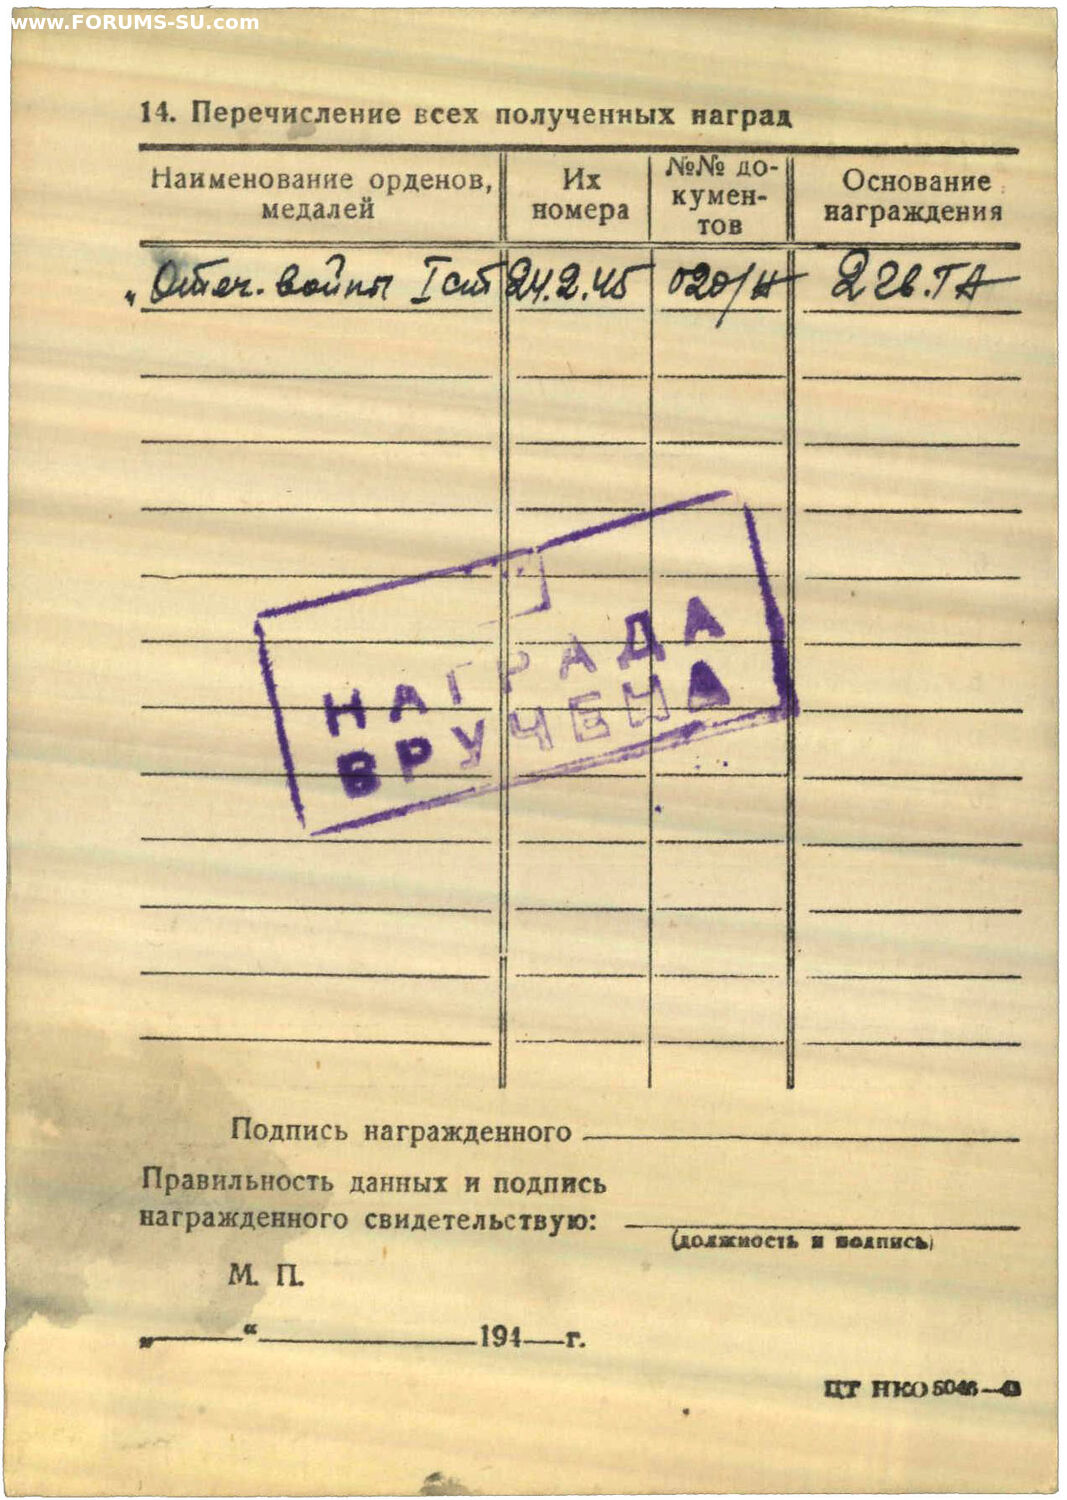 www.FORUMS-SU.com
14. Перечисление всех полученных наград
Наименование орденов, медалей
Их номера
№№ документов
Основание награждения
„Отеч. войны I ст 24.2.45 020/н 2 гв. ТА
НАГРАДА
ВРУЧЕНА
Подпись награжденного
Правильность данных и подпись
награжденного свидетельствую:
(должность и подпись)
М. П.
„ “ 194 г.
ЦТ НКО 5046—43